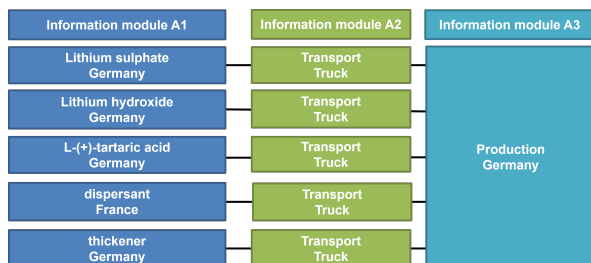 Information module A1
Information module A2
Information module A3
Lithium sulphate
Germany
Transport
Truck
Lithium hydroxide
Germany
Transport
Truck
L-(+)-tartaric acid
Germany
Transport
Truck
Production
Germany
dispersant
France
Transport
Truck
thickener
Germany
Transport
Truck